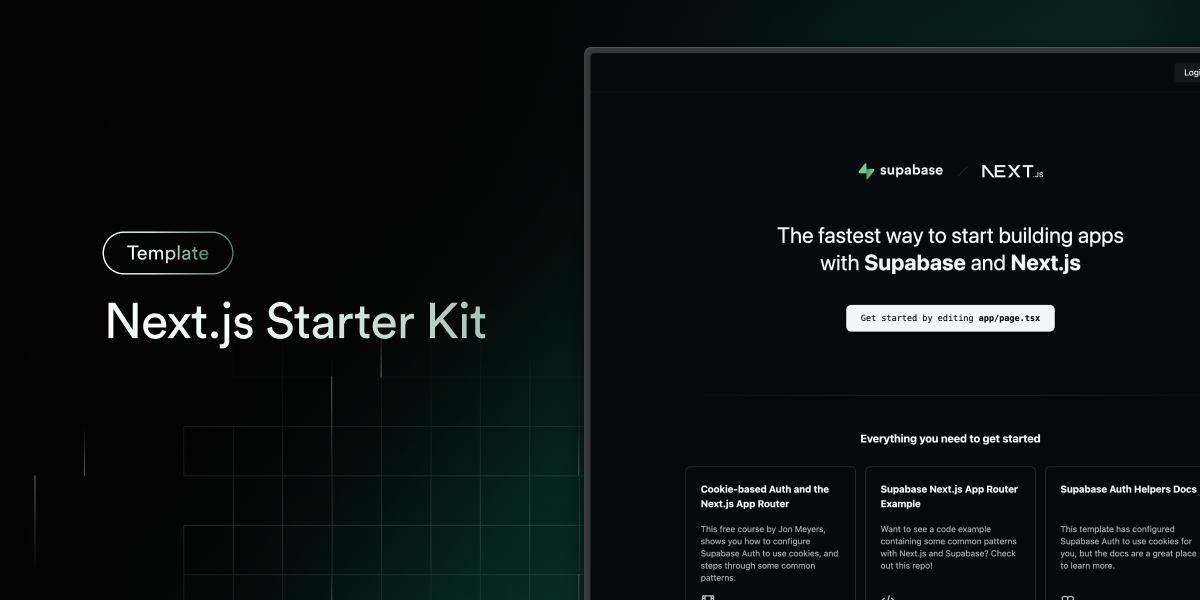 Template
Next.js Starter Kit
supabase
NEXT.JS
The fastest way to start building apps
with Supabase and Next.js
Get started by editing app/page.tsx
Everything you need to get started
Cookie-based Auth and the
Next.js App Router
This free course by Jon Meyers,
shows you how to configure
Supabase Auth to use cookies, and
steps through some common
patterns.
Supabase Next.js App Router
Example
Want to see a code example
containing some common patterns
with Next.js and Supabase? Check
out this repo!
Supabase Auth Helpers Docs
This template has configured
Supabase Auth to use cookies for
you, but the docs are a great place
to learn more.